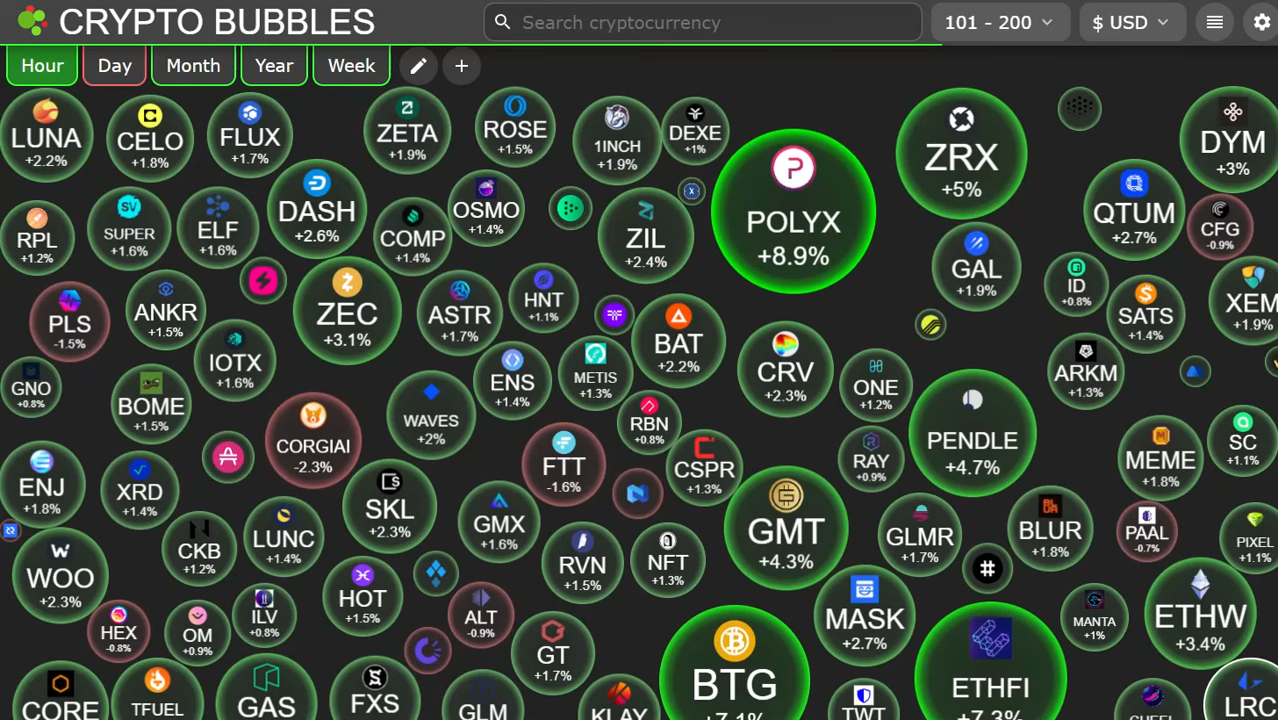 CRYPTO BUBBLES
Search cryptocurrency
101 - 200
$ USD
Hour
Day
Month
Year
Week
LUNA
+2.2%
CELO
+1.8%
FLUX
+1.7%
ZETA
+1.9%
ROSE
+1.5%
1INCH
+1.9%
DEXE
+1%
POLYX
+8.9%
ZRX
+5%
DYM
+3%
RPL
+1.2%
SUPER
+1.6%
ELF
+1.6%
DASH
+2.6%
COMP
+1.4%
OSMO
+1.4%
ZIL
+2.4%
GAL
+1.9%
QTUM
+2.7%
CFG
-0.9%
PLS
-1.5%
ANKR
+1.5%
ZEC
+3.1%
ASTR
+1.7%
HNT
+1.1%
BAT
+2.2%
ID
+0.8%
SATS
+1.4%
XEM
+1.9%
GNO
+0.8%
BOME
+1.5%
IOTX
+1.6%
ENS
+1.4%
METIS
+1.3%
CRV
+2.3%
ONE
+1.2%
ARKM
+1.3%
CORGIAI
-2.3%
WAVES
+2%
RBN
+0.8%
PENDLE
+4.7%
ENJ
+1.8%
XRD
+1.4%
SKL
+2.3%
FTT
-1.6%
CSPR
+1.3%
RAY
+0.9%
MEME
+1.8%
SC
+1.1%
WOO
+2.3%
CKB
+1.2%
LUNC
+1.4%
GMX
+1.6%
RVN
+1.5%
NFT
+1.3%
GMT
+4.3%
GLMR
+1.7%
BLUR
+1.8%
PAAL
-0.7%
PIXEL
+1.1%
HEX
-0.8%
OM
+0.9%
ILV
+0.8%
HOT
+1.5%
ALT
-0.9%
GT
+1.7%
MASK
+2.7%
MANTA
+1%
ETHW
+3.4%
CORE
TFUEL
GAS
FXS
GLM
KLAY
BTG
+7.1%
TWT
ETHFI
+7.3%
LRC